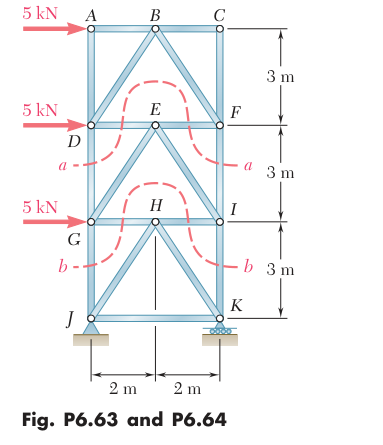 5 kN A B C
3 m
5 kN E F
D
a a
3 m
5 kN H I
G
b b 3 m
K
J
2 m 2 m
Fig. P6.63 and P6.64